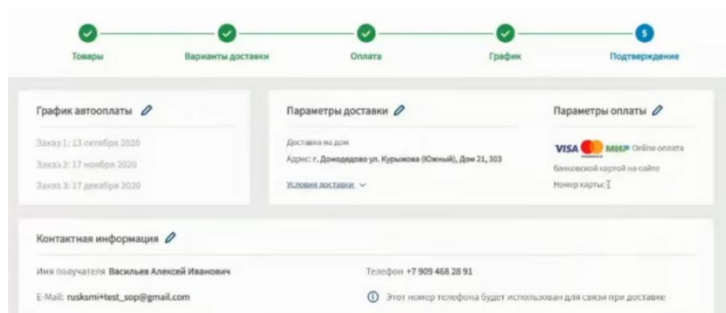 5
Товары Варианты доставки Оплата График Подтверждение
График автооплаты
Заказ 1: 13 октября 2020
Заказ 2: 17 ноября 2020
Заказ 3: 17 декабря 2020
Параметры доставки
Доставка на дом
Адрес: г. Домодедово ул. Курыжова (Южный), Дом 21, 303
Условия доставки
Параметры оплаты
VISA mastercard МИР Online оплата
банковской картой на сайте
Номер карты:
Контактная информация
Имя получателя Васильев Алексей Иванович
Телефон +7 909 468 28 91
E-Mail: rusksmi+test_sop@gmail.com
Этот номер телефона будет использован для связи при доставке